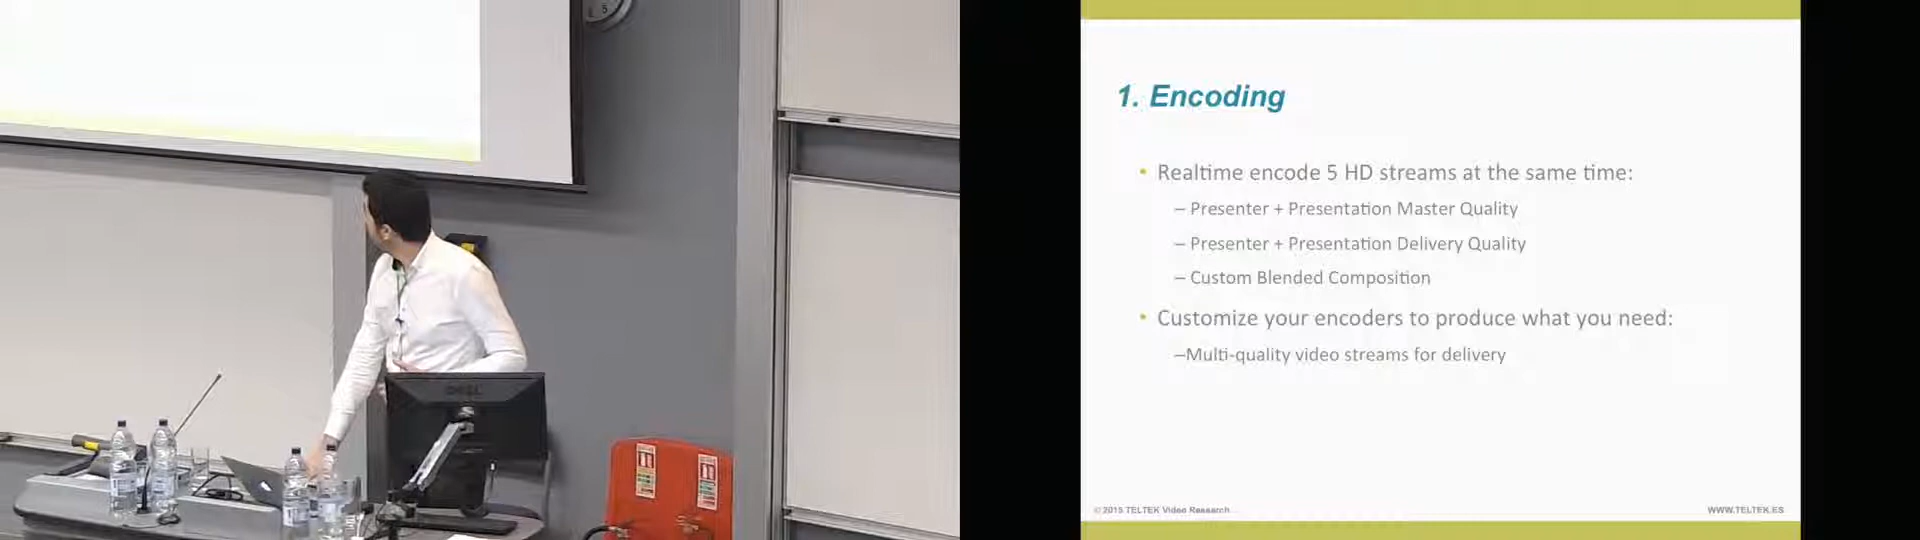 1. Encoding
• Realtime encode 5 HD streams at the same time:
– Presenter + Presentation Master Quality
– Presenter + Presentation Delivery Quality
– Custom Blended Composition
• Customize your encoders to produce what you need:
–Multi-quality video streams for delivery
© 2015 TELTEK Video Research
WWW.TELTEK.ES
DELL